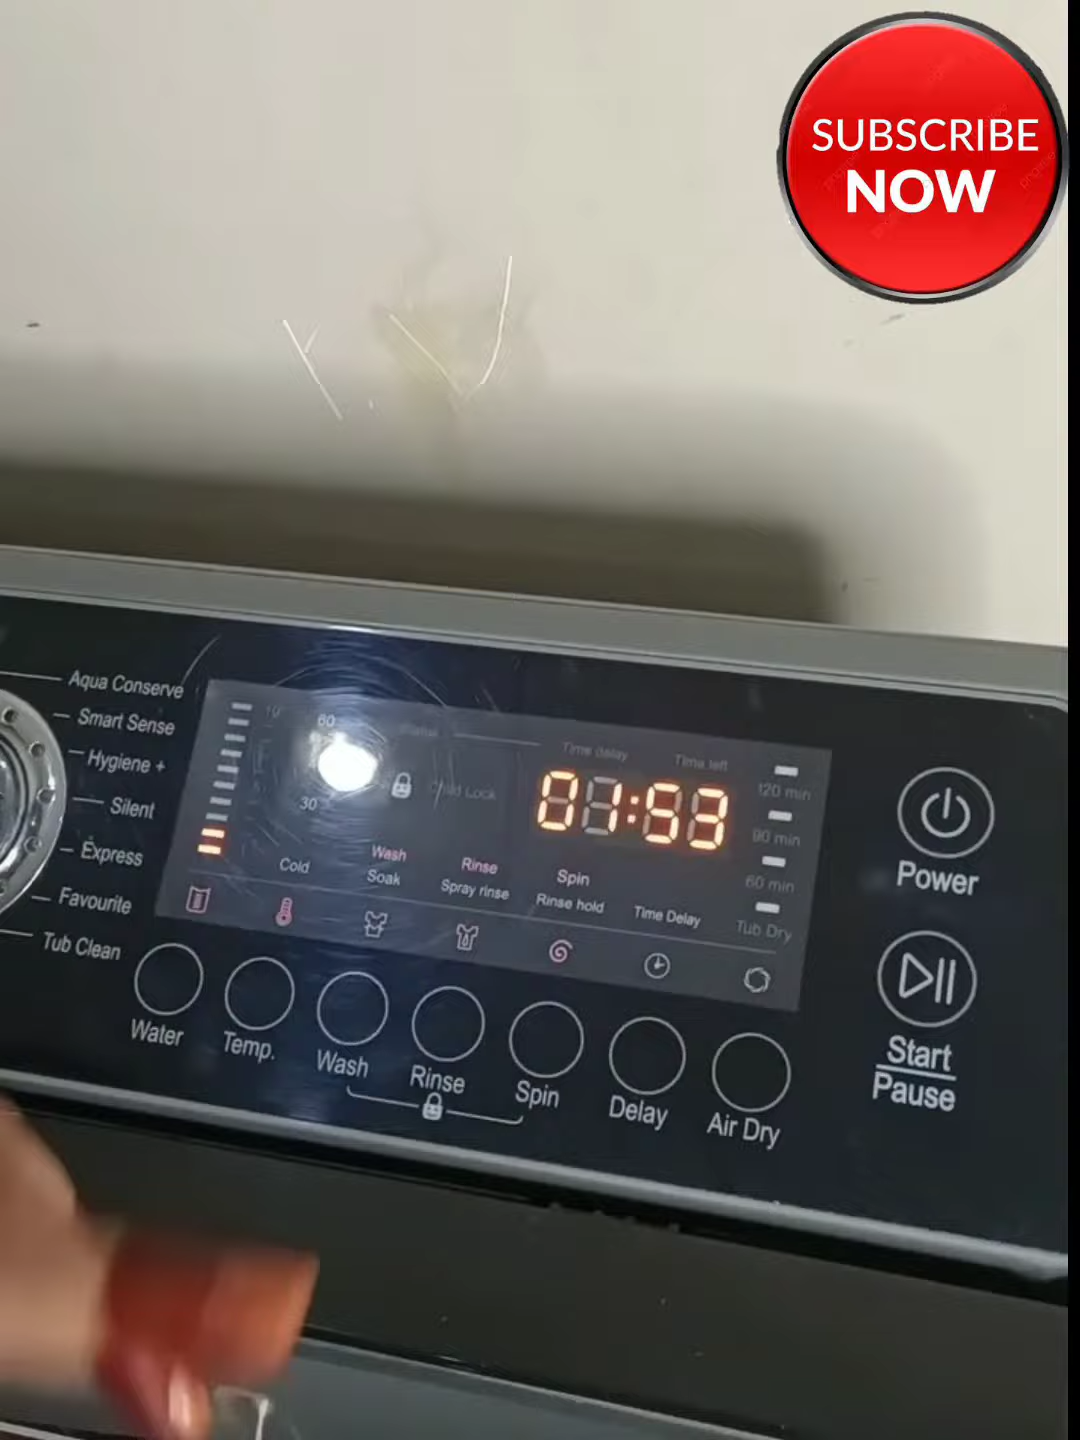 SUBSCRIBE
NOW
Aqua Conserve
Smart Sense
Hygiene +
Silent
Express
Favourite
Tub Clean
60
30
Child Lock
Time delay
Time left
01:53
120 min
90 min
60 min
Tub Dry
Cold
Wash
Soak
Rinse
Spray rinse
Spin
Rinse hold
Time Delay
Water
Temp.
Wash
Rinse
Spin
Delay
Air Dry
Power
Start
Pause